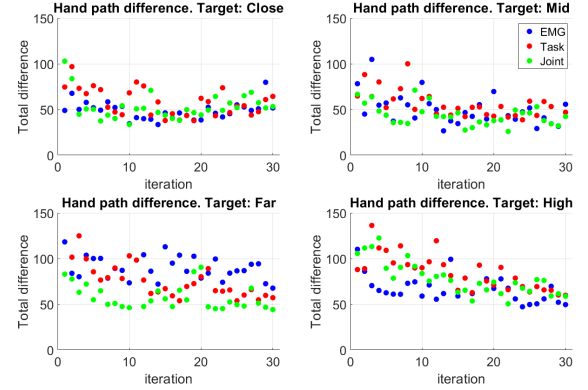 Hand path difference. Target: Close
150
100
50
0
Total difference
0 10 20 30
iteration
Hand path difference. Target: Mid
150
100
50
0
Total difference
0 10 20 30
iteration
EMG
Task
Joint
Hand path difference. Target: Far
150
100
50
0
Total difference
0 10 20 30
iteration
Hand path difference. Target: High
150
100
50
0
Total difference
0 10 20 30
iteration